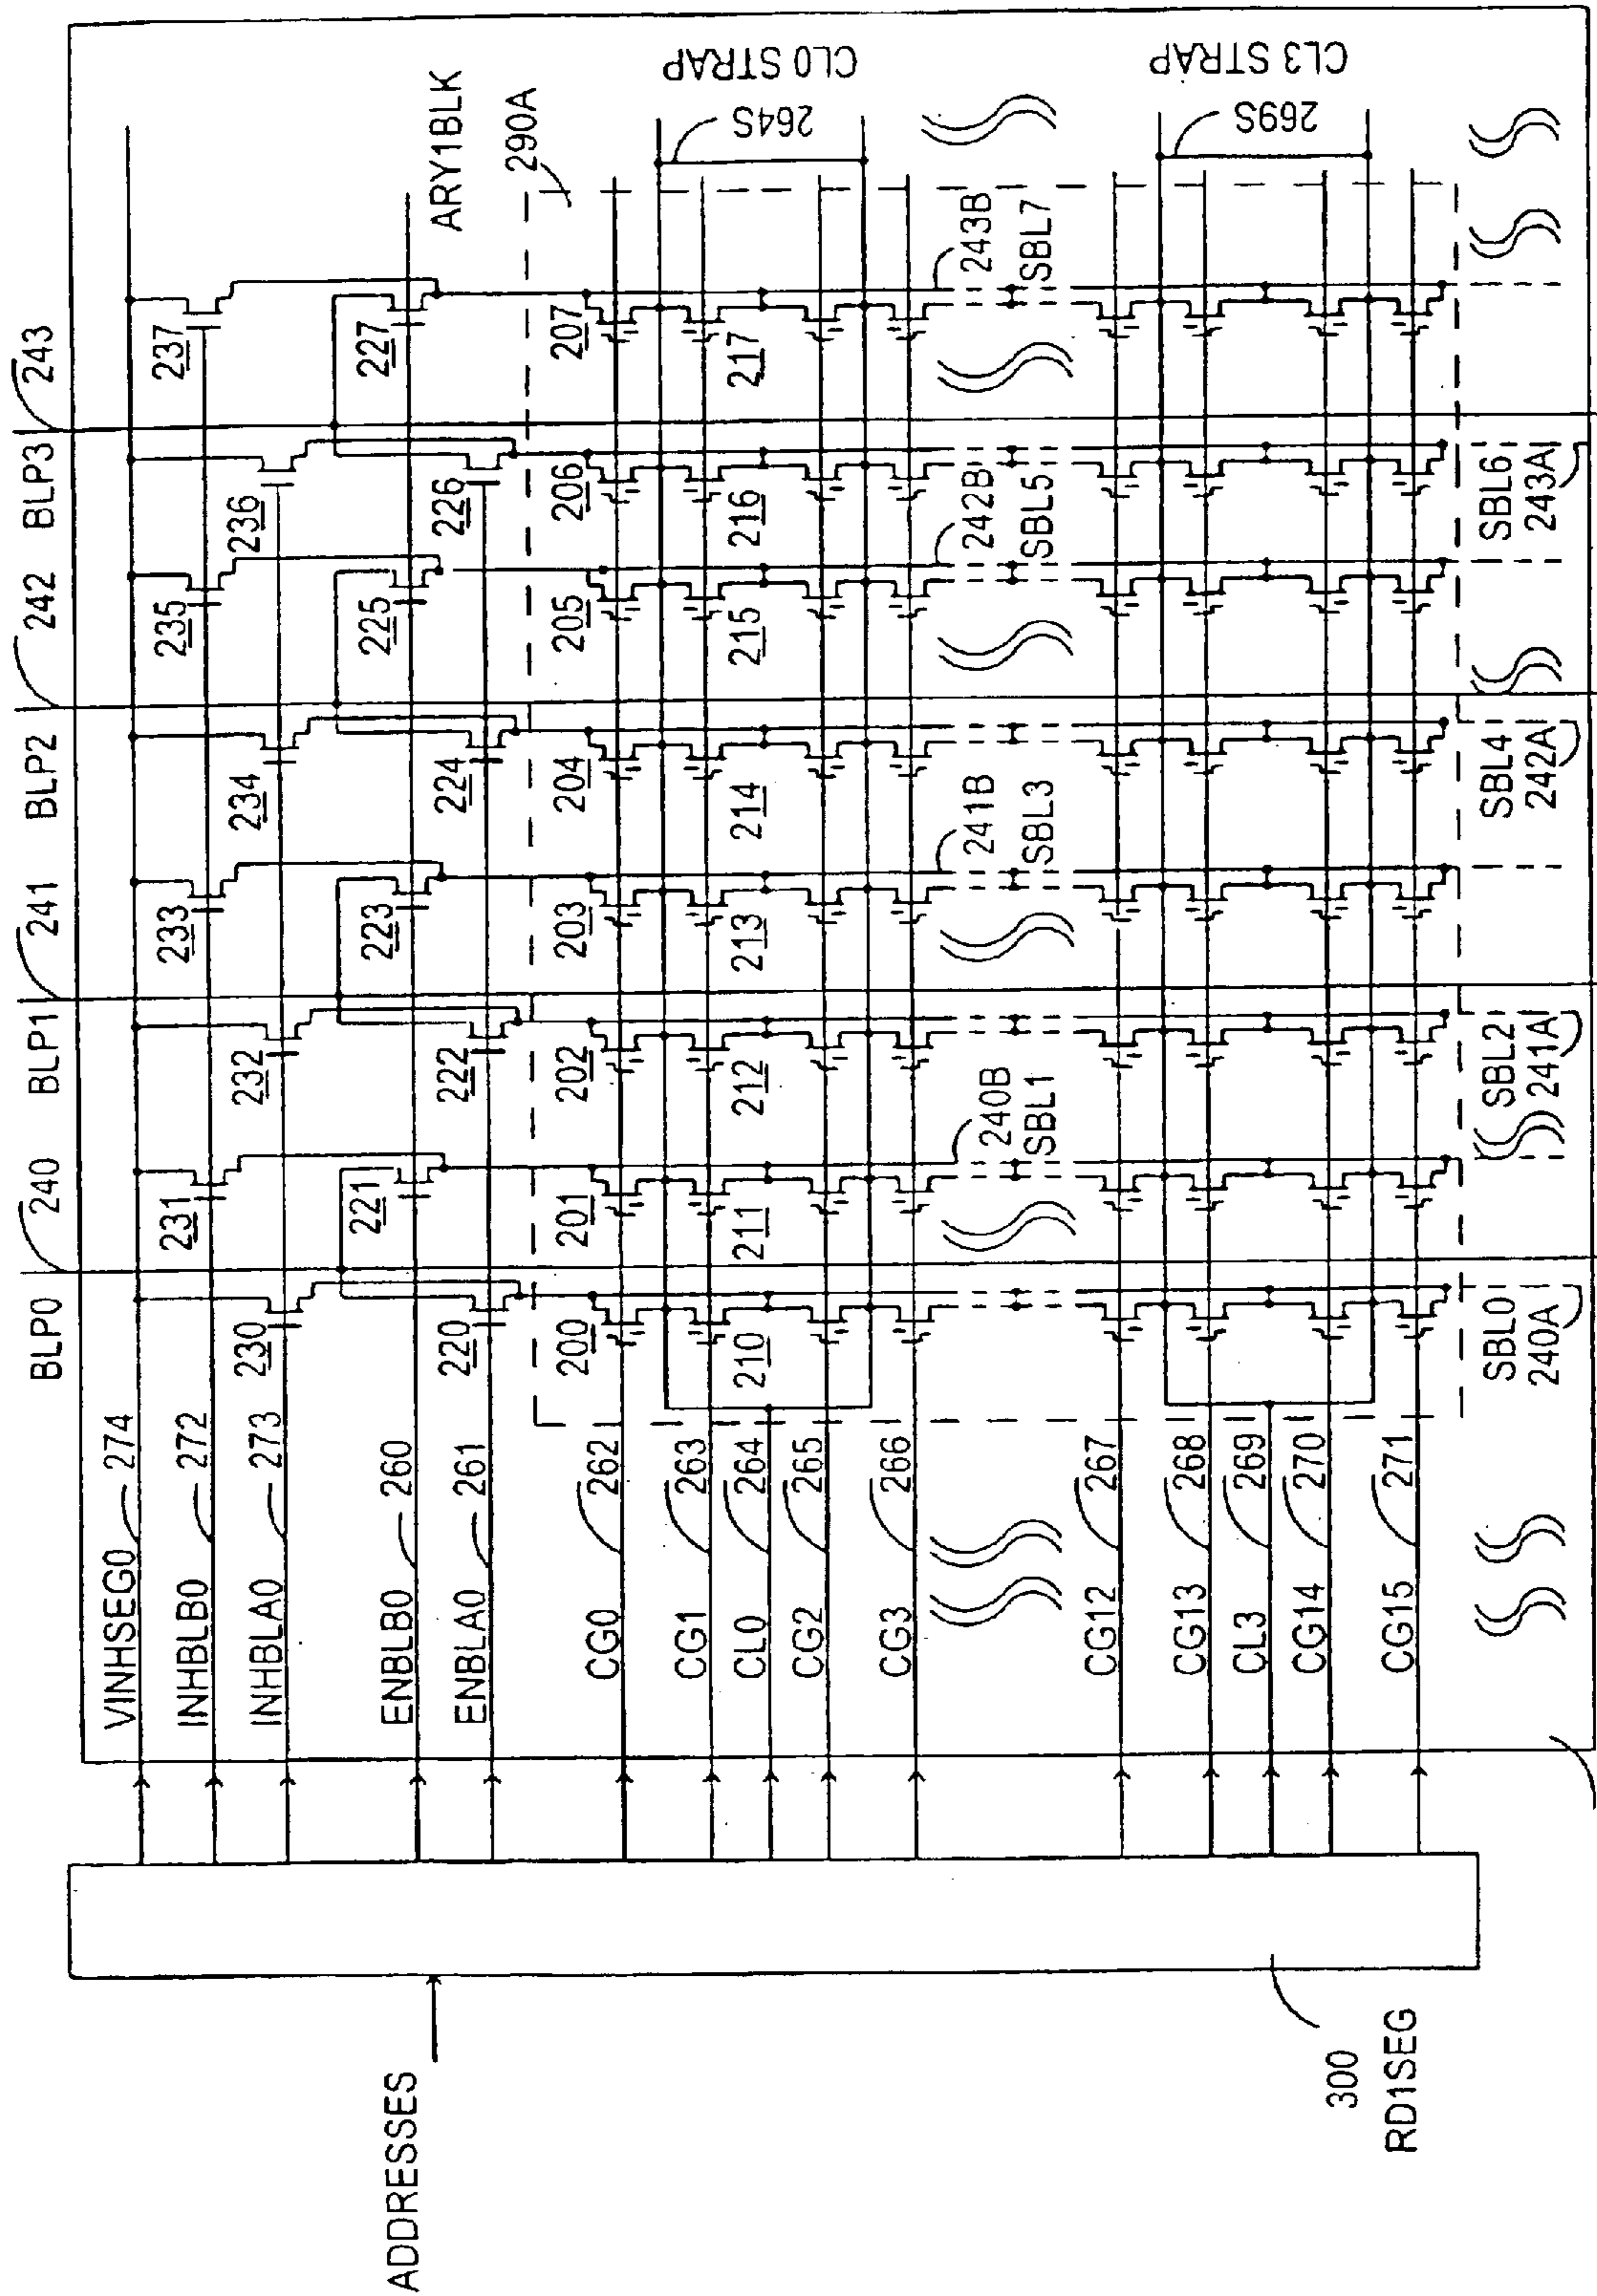 BLP0
240
BLP1
241
BLP2
242
BLP3
243
VINHSEG0
274
INHBLB0
272
231
233
235
237
INHBLA0
273
230
232
234
236
ENBLB0
260
221
223
225
227
ARY1BLK
ENBLA0
261
220
222
224
226
290A
CG0
262
200
201
202
203
204
205
206
207
CG1
263
CL0
264
210
211
212
213
214
215
216
217
264S
CL0 STRAP
CG2
265
CG3
266
240B
SBL1
241B
SBL3
242B
SBL5
243B
SBL7
CG12
267
CG13
268
CL3
269
269S
CL3 STRAP
CG14
270
CG15
271
SBL0
240A
SBL2
241A
SBL4
242A
SBL6
243A
ADDRESSES
300
RD1SEG